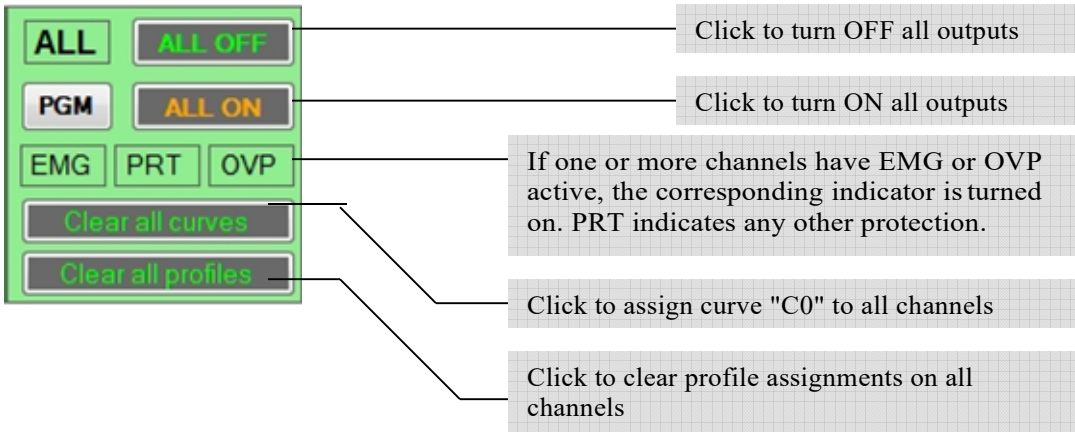 ALL
ALL OFF
PGM
ALL ON
EMG
PRT
OVP
Clear all curves
Clear all profiles
Click to turn OFF all outputs
Click to turn ON all outputs
If one or more channels have EMG or OVP
active, the corresponding indicator is turned
on. PRT indicates any other protection.
Click to assign curve "C0" to all channels
Click to clear profile assignments on all
channels